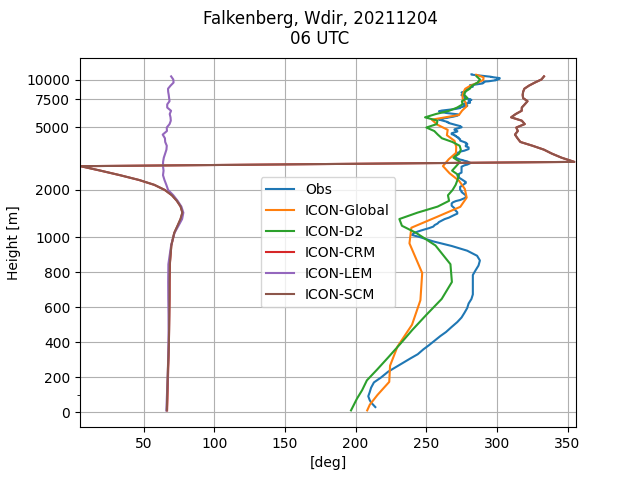 Falkenberg, Wdir, 20211204
06 UTC
Height [m]
10000
7500
5000
2000
1000
800
600
400
200
0
Obs
ICON-Global
ICON-D2
ICON-CRM
ICON-LEM
ICON-SCM
50 100 150 200 250 300 350
[deg]